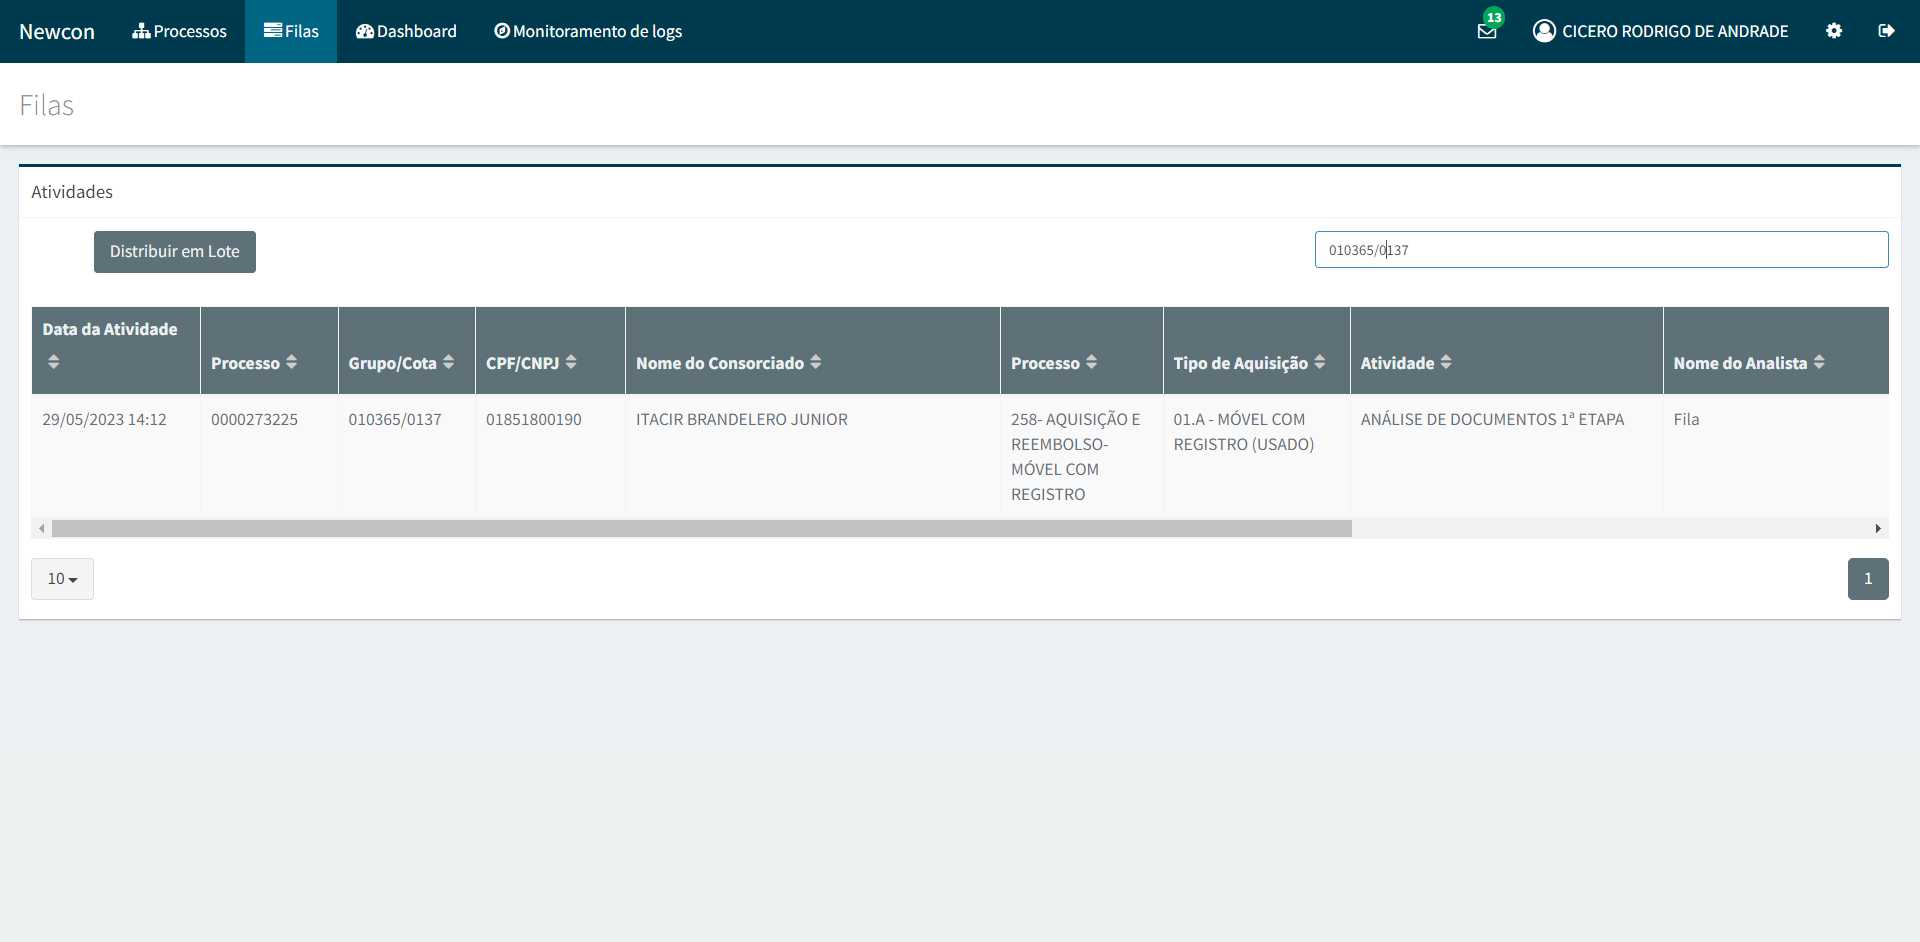 Newcon Processos Filas Dashboard Monitoramento de logs 13 CICERO RODRIGO DE ANDRADE
Filas
Atividades
Distribuir em Lote 010365/0137
Data da Atividade Processo Grupo/Cota CPF/CNPJ Nome do Consorciado Processo Tipo de Aquisição Atividade Nome do Analista
29/05/2023 14:12 0000273225 010365/0137 01851800190 ITACIR BRANDELERO JUNIOR 258- AQUISIÇÃO E 01.A - MÓVEL COM ANÁLISE DE DOCUMENTOS 1ª ETAPA Fila
REEMBOLSO- REGISTRO (USADO)
MÓVEL COM
REGISTRO
10 1